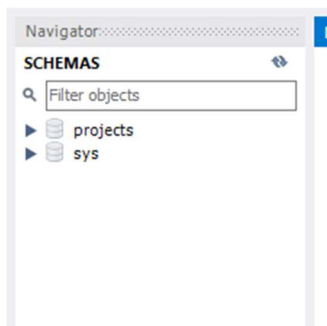 Navigator
SCHEMAS
Filter objects
projects
sys